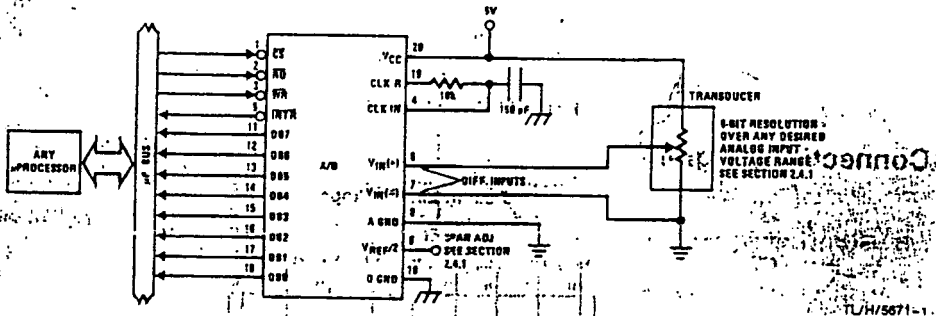 5V
1 CS
2 RD
3 WR
5 INTR
11 DB7
12 DB6
13 DB5
14 DB4
15 DB3
16 DB2
17 DB1
18 DB0
ANY
µPROCESSOR
µP BUS
A/D
20 VCC
19 CLK R
4 CLK IN
10k
150 pF
6 VIN(+)
7 VIN(–)
DIFF. INPUTS
8 A GND
9 VREF/2
10 D GND
SPAN ADJ
SEE SECTION
2.4.1
TRANSDUCER
8-BIT RESOLUTION
OVER ANY DESIRED
ANALOG INPUT
VOLTAGE RANGE
SEE SECTION 2.4.1
Connect
TL/H/5671-1